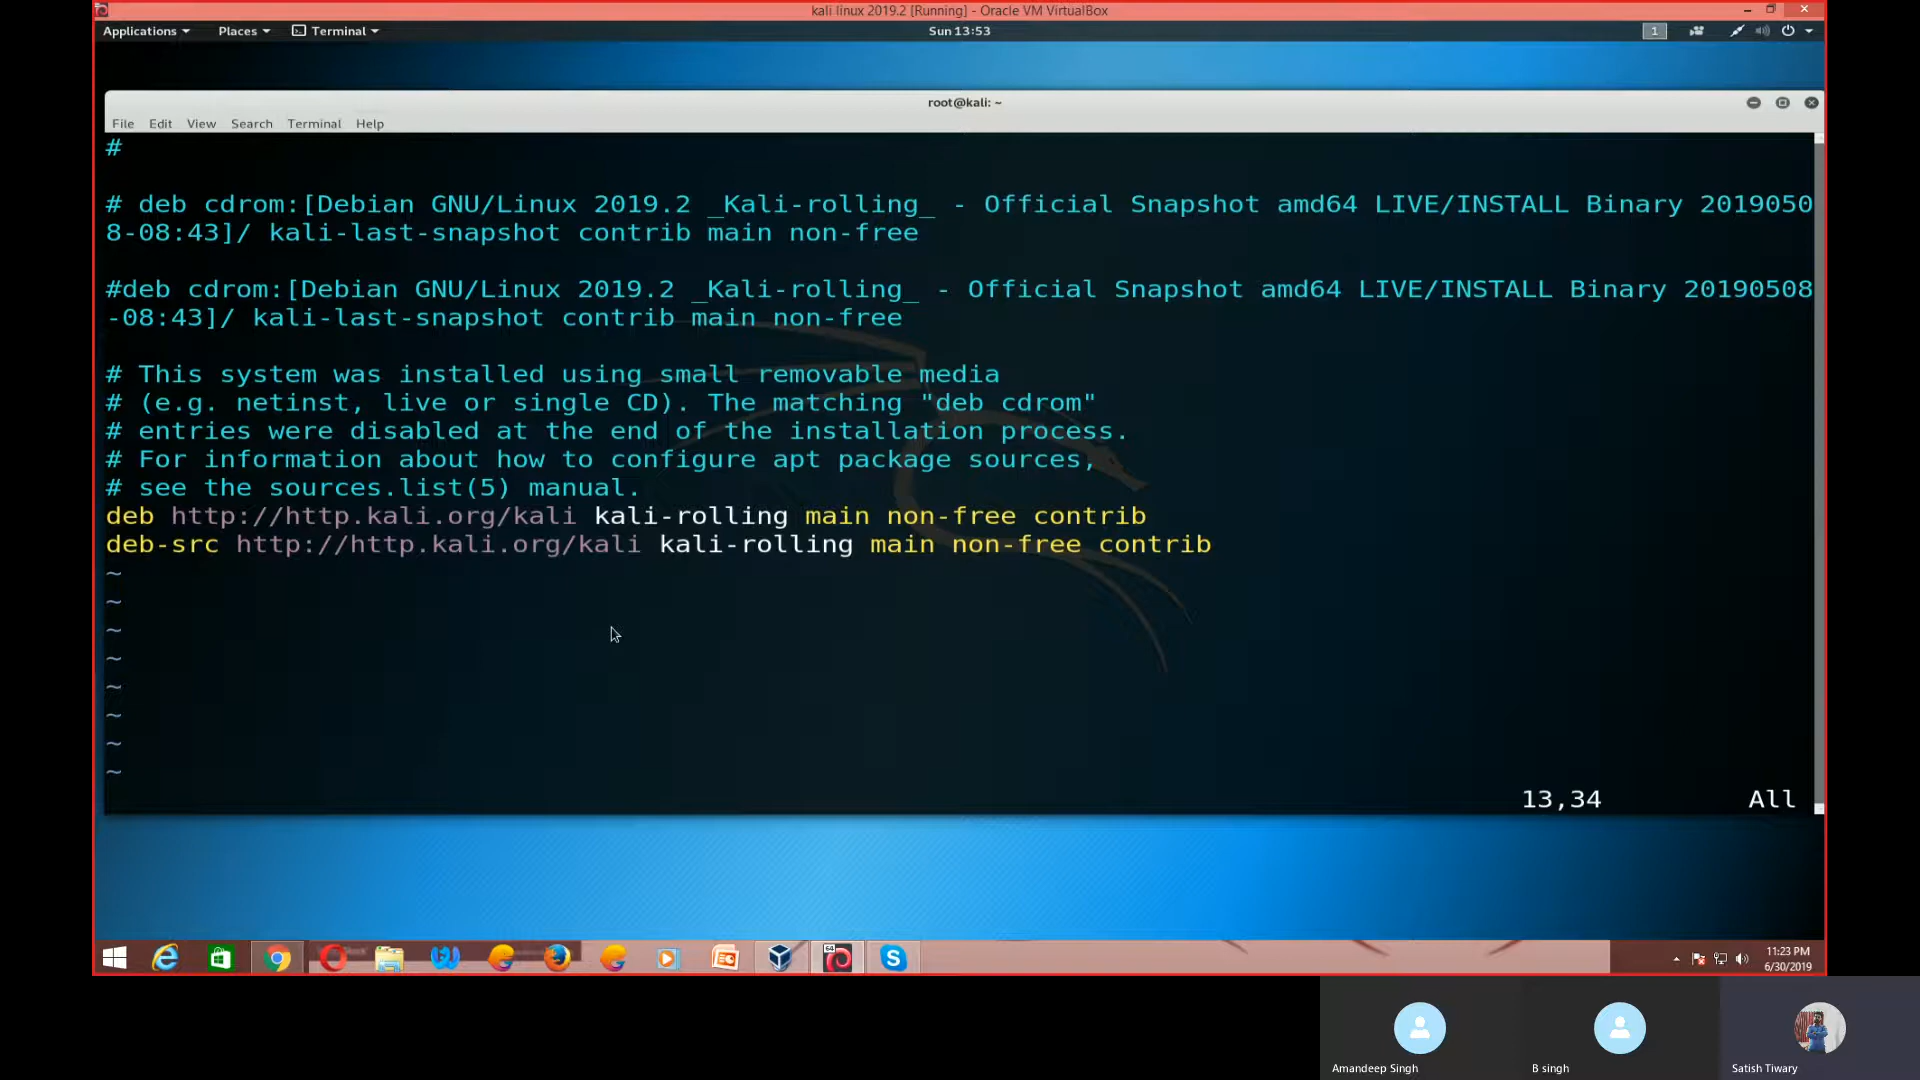 kali linux 2019.2 [Running] - Oracle VM VirtualBox
Applications Places Terminal Sun 13:53 1
root@kali: ~
File Edit View Search Terminal Help
#
# deb cdrom:[Debian GNU/Linux 2019.2 _Kali-rolling_ - Official Snapshot amd64 LIVE/INSTALL Binary 2019050
8-08:43]/ kali-last-snapshot contrib main non-free
#deb cdrom:[Debian GNU/Linux 2019.2 _Kali-rolling_ - Official Snapshot amd64 LIVE/INSTALL Binary 20190508
-08:43]/ kali-last-snapshot contrib main non-free
# This system was installed using small removable media
# (e.g. netinst, live or single CD). The matching "deb cdrom"
# entries were disabled at the end of the installation process.
# For information about how to configure apt package sources,
# see the sources.list(5) manual.
deb http://http.kali.org/kali kali-rolling main non-free contrib
deb-src http://http.kali.org/kali kali-rolling main non-free contrib
~
~
~
~
~
~
~
~
13,34 All
64
11:23 PM
6/30/2019
Amandeep Singh B singh Satish Tiwary